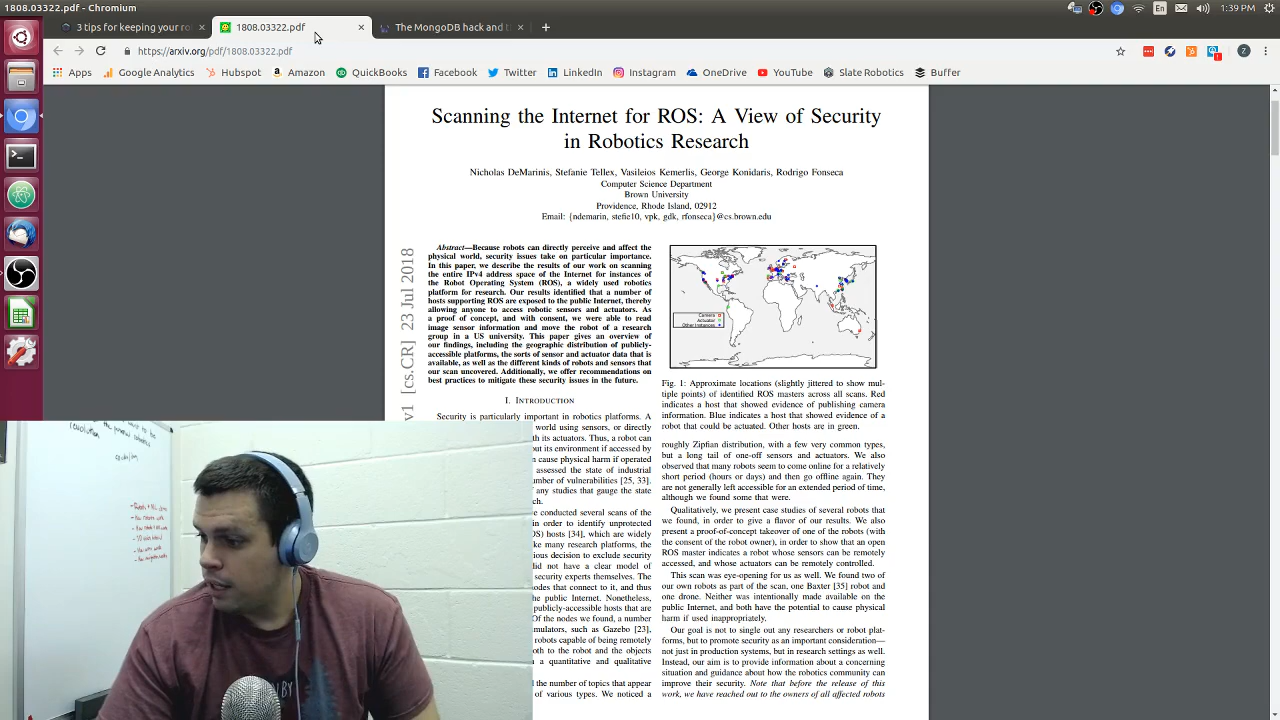 1808.03322.pdf - Chromium
1:39 PM
3 tips for keeping your ro
1808.03322.pdf
The MongoDB hack and t
https://arxiv.org/pdf/1808.03322.pdf
Apps Google Analytics Hubspot Amazon QuickBooks Facebook Twitter LinkedIn Instagram OneDrive YouTube Slate Robotics Buffer
Scanning the Internet for ROS: A View of Security
in Robotics Research
Nicholas DeMarinis, Stefanie Tellex, Vasileios Kemerlis, George Konidaris, Rodrigo Fonseca
Computer Science Department
Brown University
Providence, Rhode Island, 02912
Email: {ndemarin, stefie10, vpk, gdk, rfonseca}@cs.brown.edu
v1 [cs.CR] 23 Jul 2018
Abstract—Because robots can directly perceive and affect the
physical world, security issues take on particular importance.
In this paper, we describe the results of our work on scanning
the entire IPv4 address space of the Internet for instances of
the Robot Operating System (ROS), a widely used robotics
platform for research. Our results identified that a number of
hosts supporting ROS are exposed to the public Internet, thereby
allowing anyone to access robotic sensors and actuators. As
a proof of concept, and with consent, we were able to read
image sensor information and move the robot of a research
group in a US university. This paper gives an overview of
our findings, including the geographic distribution of publicly-
accessible platforms, the sorts of sensor and actuator data that is
available, as well as the different kinds of robots and sensors that
our scan uncovered. Additionally, we offer recommendations on
best practices to mitigate these security issues in the future.
I. INTRODUCTION
Security is particularly important in robotics platforms. A
world using sensors, or directly
th its actuators. Thus, a robot can
out its environment if accessed by
n cause physical harm if operated
assessed the state of industrial
umber of vulnerabilities [25, 33].
any studies that gauge the state
ch.
e conducted several scans of the
in order to identify unprotected
OS) hosts [34], which are widely
ke many research platforms, the
ious decision to exclude security
did not have a clear model of
security experts themselves. The
odes that connect to it, and thus
he public Internet. Nonetheless,
publicly-accessible hosts that are
Of the nodes we found, a number
mulators, such as Gazebo [23],
robots capable of being remotely
oth to the robot and the objects
n a quantitative and qualitative
d the number of topics that appear
of various types. We noticed a
Camera
Actuator
Other Instances
Fig. 1: Approximate locations (slightly jittered to show mul-
tiple points) of identified ROS masters across all scans. Red
indicates a host that showed evidence of publishing camera
information. Blue indicates a host that showed evidence of a
robot that could be actuated. Other hosts are in green.
roughly Zipfian distribution, with a few very common types,
but a long tail of one-off sensors and actuators. We also
observed that many robots seem to come online for a relatively
short period (hours or days) and then go offline again. They
are not generally left accessible for an extended period of time,
although we found some that were.
Qualitatively, we present case studies of several robots that
we found, in order to give a flavor of our results. We also
present a proof-of-concept takeover of one of the robots (with
the consent of the robot owner), in order to show that an open
ROS master indicates a robot whose sensors can be remotely
accessed, and whose actuators can be remotely controlled.
This scan was eye-opening for us as well. We found two of
our own robots as part of the scan, one Baxter [35] robot and
one drone. Neither was intentionally made available on the
public Internet, and both have the potential to cause physical
harm if used inappropriately.
Our goal is not to single out any researchers or robot plat-
forms, but to promote security as an important consideration—
not just in production systems, but in research settings as well.
Instead, our aim is to provide information about a concerning
situation and guidance about how the robotics community can
improve their security. Note that before the release of this
work, we have reached out to the owners of all affected robots